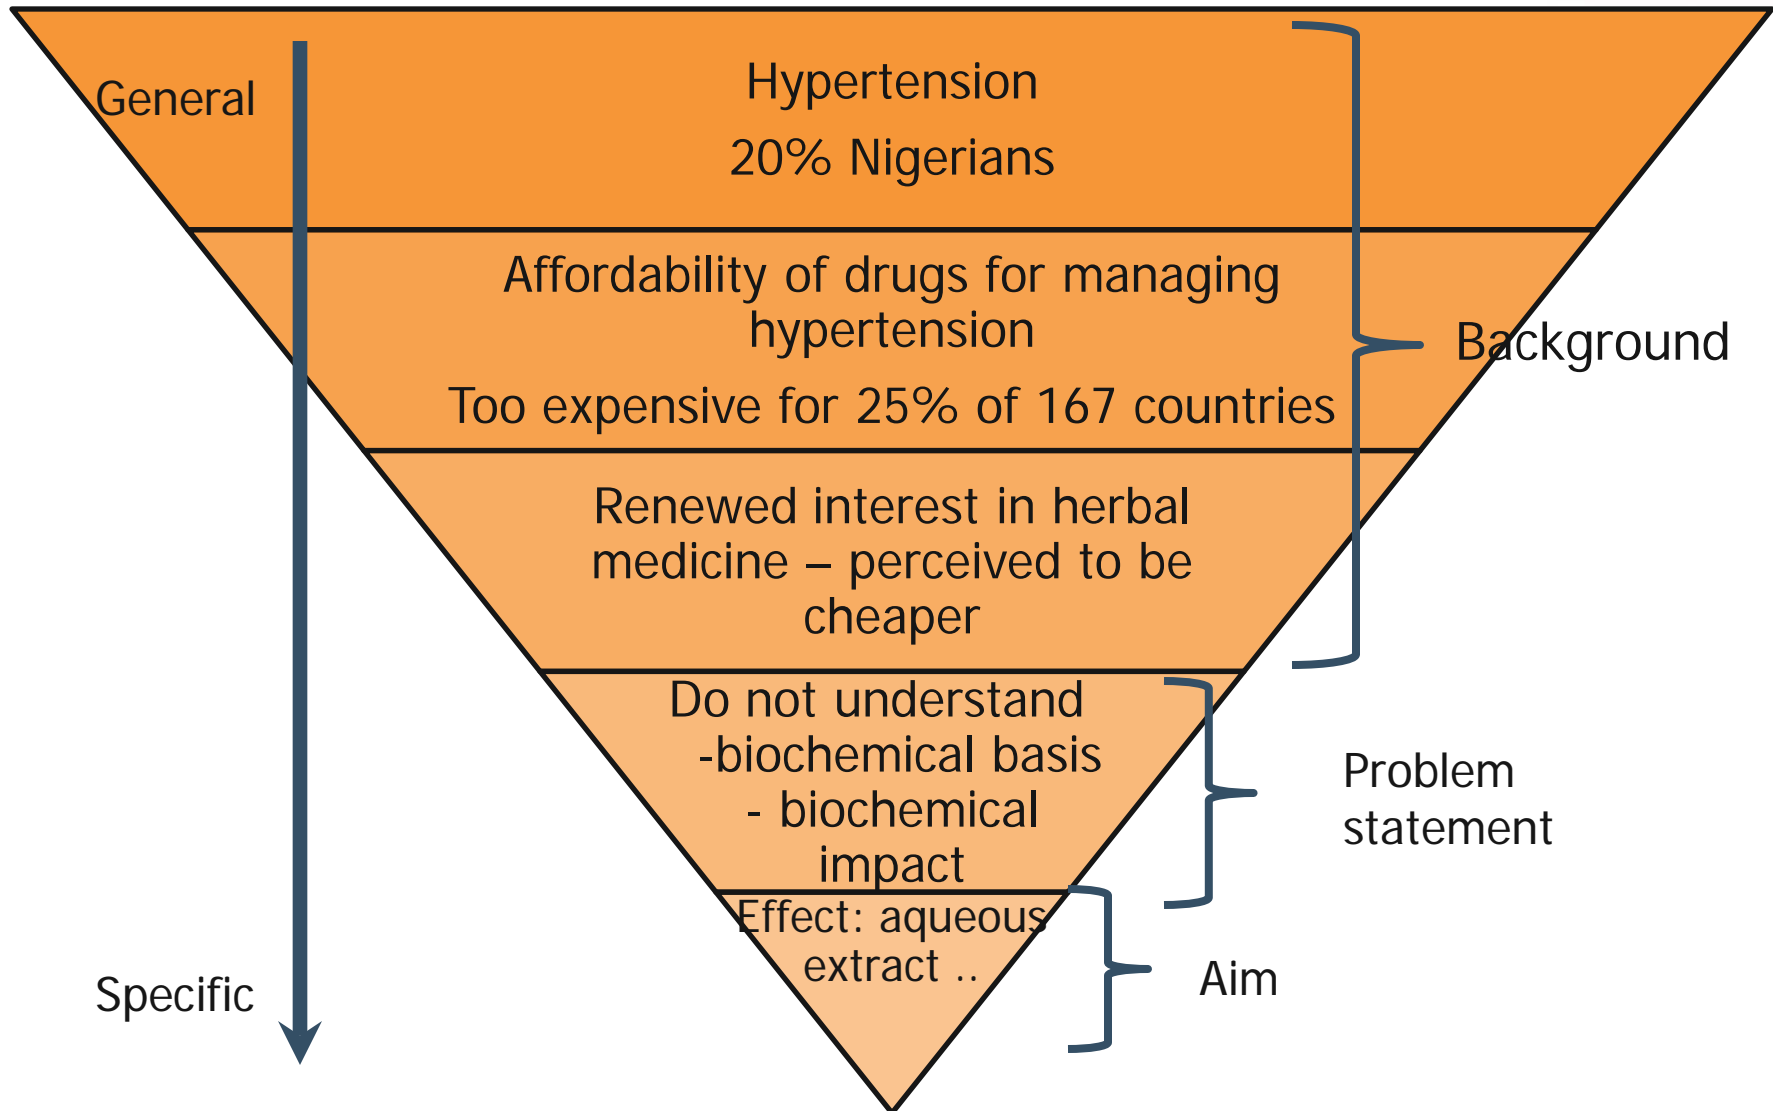 General
Hypertension
20% Nigerians
Affordability of drugs for managing
hypertension
Too expensive for 25% of 167 countries
Background
Renewed interest in herbal
medicine – perceived to be
cheaper
Do not understand
-biochemical basis
- biochemical
impact
Problem
statement
Effect: aqueous
extract ..
Aim
Specific